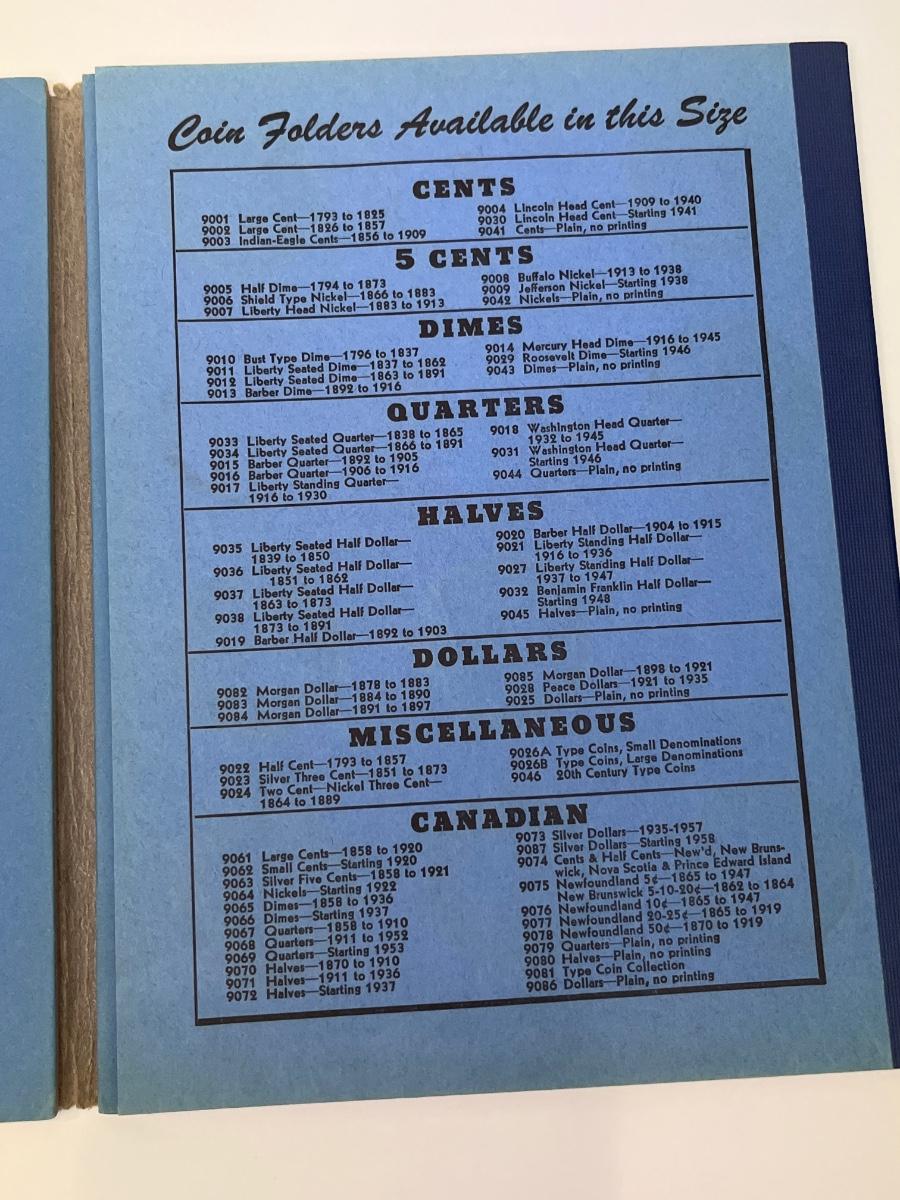 Coin Folders Available in this Size
CENTS
9001 Large Cent—1793 to 1825
9002 Large Cent—1826 to 1857
9003 Indian-Eagle Cents—1856 to 1909
9004 Lincoln Head Cent—1909 to 1940
9030 Lincoln Head Cent—Starting 1941
9041 Cents—Plain, no printing
5 CENTS
9005 Half Dime—1794 to 1873
9006 Shield Type Nickel—1866 to 1883
9007 Liberty Head Nickel—1883 to 1913
9008 Buffalo Nickel—1913 to 1938
9009 Jefferson Nickel—Starting 1938
9042 Nickels—Plain, no printing
DIMES
9010 Bust Type Dime—1796 to 1837
9011 Liberty Seated Dime—1837 to 1862
9012 Liberty Seated Dime—1863 to 1891
9013 Barber Dime—1892 to 1916
9014 Mercury Head Dime—1916 to 1945
9029 Roosevelt Dime—Starting 1946
9043 Dimes—Plain, no printing
QUARTERS
9033 Liberty Seated Quarter—1838 to 1865
9034 Liberty Seated Quarter—1866 to 1891
9015 Barber Quarter—1892 to 1905
9016 Barber Quarter—1906 to 1916
9017 Liberty Standing Quarter—
1916 to 1930
9018 Washington Head Quarter—
1932 to 1945
9031 Washington Head Quarter—
Starting 1946
9044 Quarters—Plain, no printing
HALVES
9035 Liberty Seated Half Dollar—
1839 to 1850
9036 Liberty Seated Half Dollar—
1851 to 1862
9037 Liberty Seated Half Dollar—
1863 to 1873
9038 Liberty Seated Half Dollar—
1873 to 1891
9019 Barber Half Dollar—1892 to 1903
9020 Barber Half Dollar—1904 to 1915
9021 Liberty Standing Half Dollar—
1916 to 1936
9027 Liberty Standing Half Dollar—
1937 to 1947
9032 Benjamin Franklin Half Dollar—
Starting 1948
9045 Halves—Plain, no printing
DOLLARS
9082 Morgan Dollar—1878 to 1883
9083 Morgan Dollar—1884 to 1890
9084 Morgan Dollar—1891 to 1897
9085 Morgan Dollar—1898 to 1921
9028 Peace Dollars—1921 to 1935
9025 Dollars—Plain, no printing
MISCELLANEOUS
9022 Half Cent—1793 to 1857
9023 Silver Three Cent—1851 to 1873
9024 Two Cent—Nickel Three Cent—
1864 to 1889
9026A Type Coins, Small Denominations
9026B Type Coins, Large Denominations
9046 20th Century Type Coins
CANADIAN
9061 Large Cents—1858 to 1920
9062 Small Cents—Starting 1920
9063 Silver Five Cents—1858 to 1921
9064 Nickels—Starting 1922
9065 Dimes—1858 to 1936
9066 Dimes—Starting 1937
9067 Quarters—1858 to 1910
9068 Quarters—1911 to 1952
9069 Quarters—Starting 1953
9070 Halves—1870 to 1910
9071 Halves—1911 to 1936
9072 Halves—Starting 1937
9073 Silver Dollars—1935-1957
9087 Silver Dollars—Starting 1958
9074 Cents & Half Cents—New'd, New Bruns-
wick, Nova Scotia & Prince Edward Island
9075 Newfoundland 5¢—1865 to 1947
New Brunswick 5-10-20¢—1862 to 1864
9076 Newfoundland 10¢—1865 to 1947
9077 Newfoundland 20-25¢—1865 to 1919
9078 Newfoundland 50¢—1870 to 1919
9079 Quarters—Plain, no printing
9080 Halves—Plain, no printing
9081 Type Coin Collection
9086 Dollars—Plain, no printing